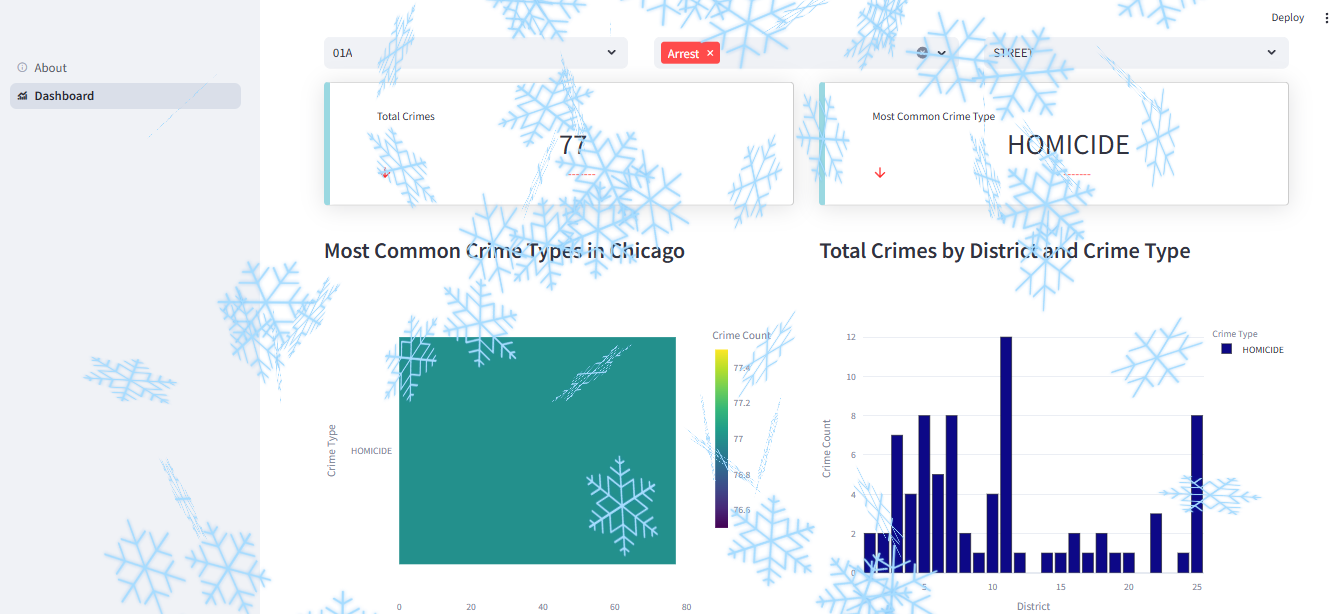 Deploy
About
Dashboard
01A
Arrest ×
STREET
Total Crimes
77
-------
Most Common Crime Type
HOMICIDE
-------
Most Common Crime Types in Chicago
Total Crimes by District and Crime Type
Crime Type
HOMICIDE
0 20 40 60 80
Crime Count
77.4
77.2
77
76.8
76.6
Crime Count
12
10
8
6
4
2
0
5 10 15 20 25
District
Crime Type
HOMICIDE